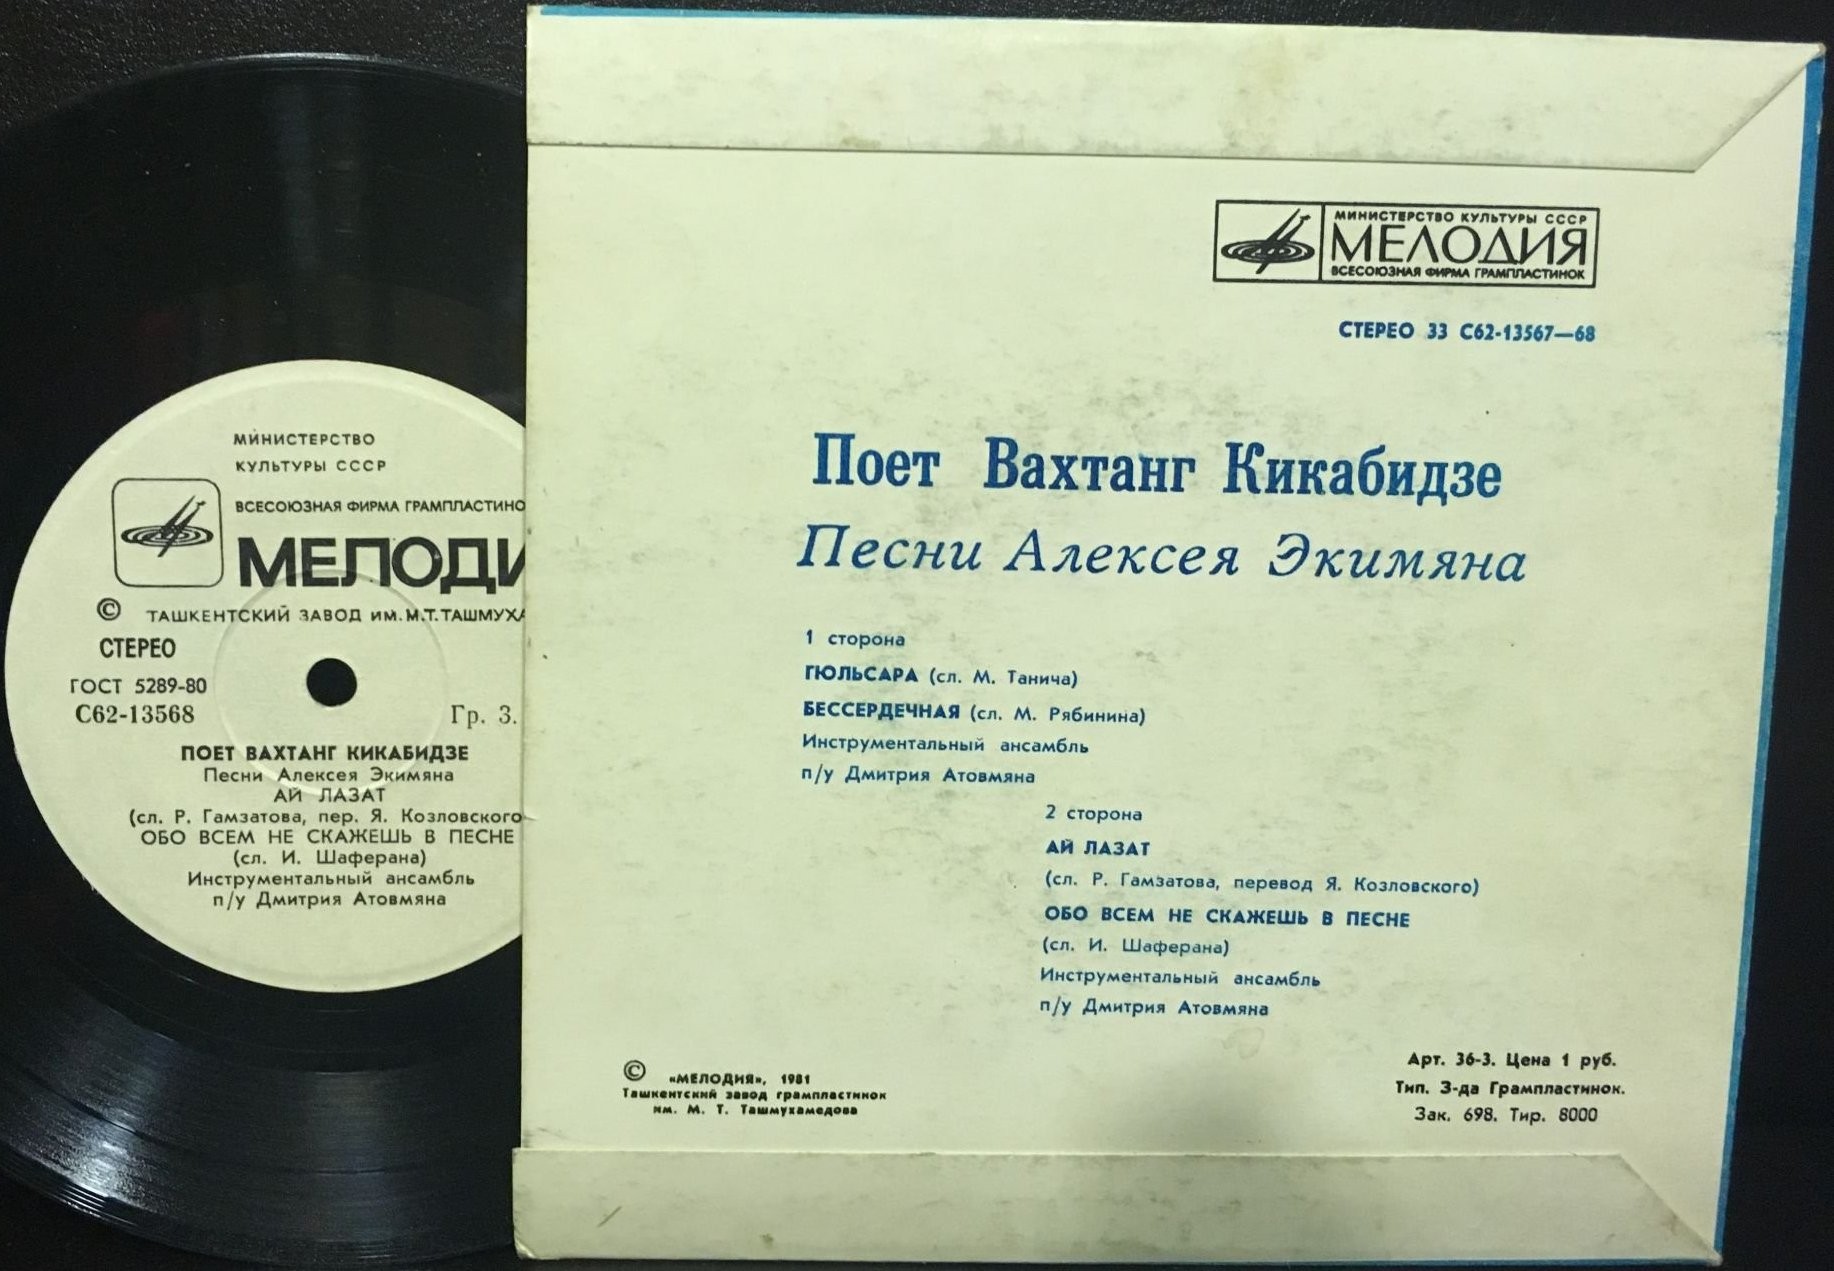 МИНИСТЕРСТВО
КУЛЬТУРЫ СССР
ВСЕСОЮЗНАЯ ФИРМА ГРАМПЛАСТИНО
МЕЛОДИ
© ТАШКЕНТСКИЙ ЗАВОД ИМ. М.Т. ТАШМУХА
СТЕРЕО
ГОСТ 5289-80
С62-13568
Гр. 3.
ПОЕТ ВАХТАНГ КИКАБИДЗЕ
Песни Алексея Экимяна
АЙ ЛАЗАТ
(сл. Р. Гамзатова, пер. Я. Козловского
ОБО ВСЕМ НЕ СКАЖЕШЬ В ПЕСНЕ
(сл. И. Шаферана)
Инструментальный ансамбль
п/у Дмитрия Атовмяна
МИНИСТЕРСТВО КУЛЬТУРЫ СССР
МЕЛОДИЯ
ВСЕСОЮЗНАЯ ФИРМА ГРАМПЛАСТИНОК
СТЕРЕО 33 С62-13567—68
Поет Вахтанг Кикабидзе
Песни Алексея Экимяна
1 сторона
ГЮЛЬСАРА (сл. М. Танича)
БЕССЕРДЕЧНАЯ (сл. М. Рябинина)
Инструментальный ансамбль
п/у Дмитрия Атовмяна
2 сторона
АЙ ЛАЗАТ
(сл. Р. Гамзатова, перевод Я. Козловского)
ОБО ВСЕМ НЕ СКАЖЕШЬ В ПЕСНЕ
(сл. И. Шаферана)
Инструментальный ансамбль
п/у Дмитрия Атовмяна
© «МЕЛОДИЯ», 1981
Ташкентский завод грампластинок
им. М. Т. Ташмухамедова
Арт. 36-3. Цена 1 руб.
Тип. З-да Грампластинок.
Зак. 698. Тир. 8000